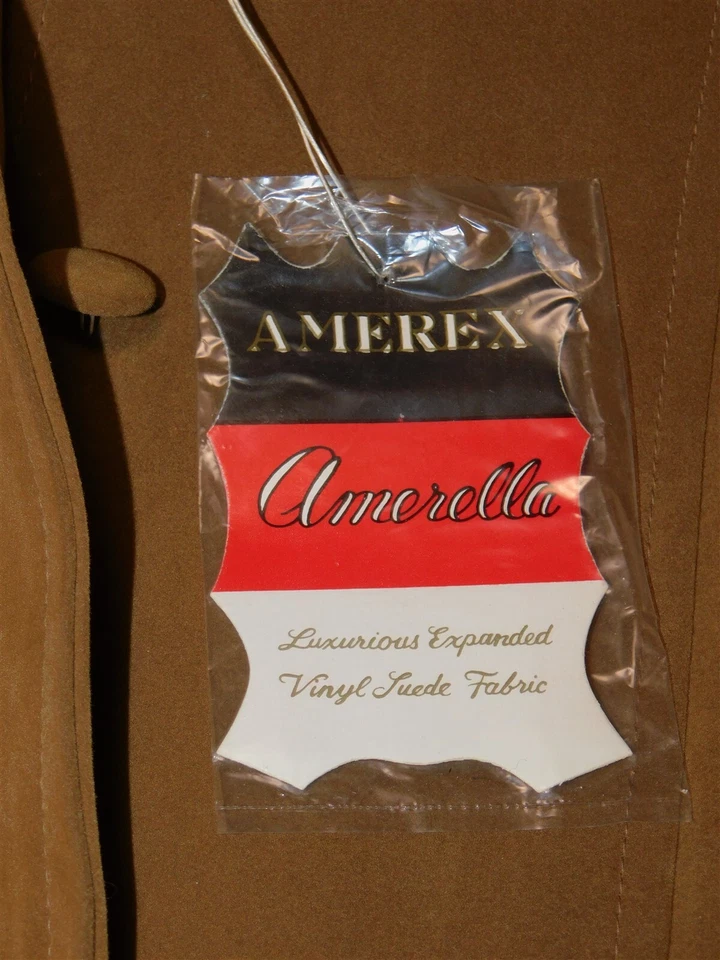 AMEREX
Amerella
Luxurious Expanded
Vinyl Suede Fabric